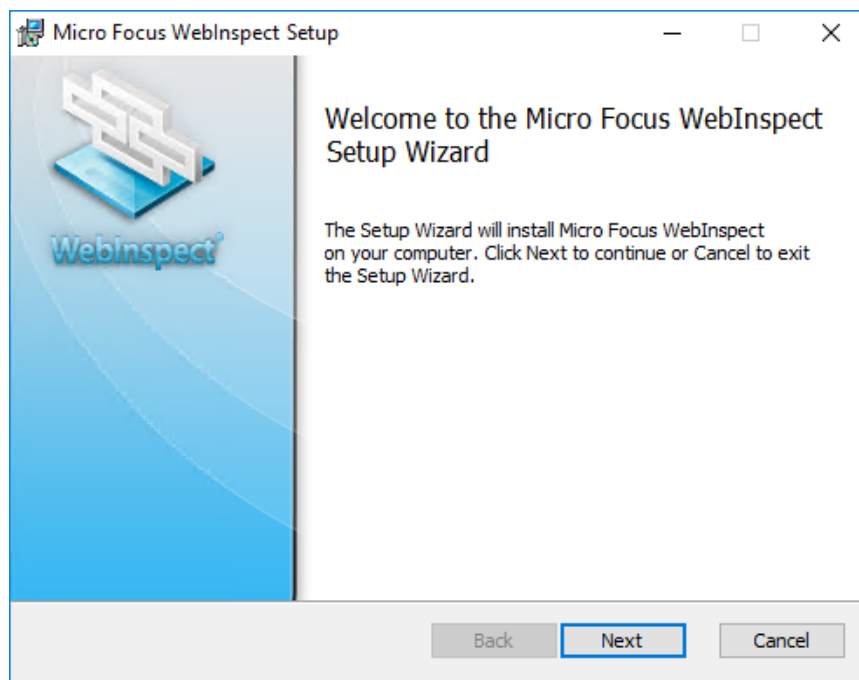 Micro Focus WebInspect Setup
WebInspect®
Welcome to the Micro Focus WebInspect
Setup Wizard
The Setup Wizard will install Micro Focus WebInspect
on your computer. Click Next to continue or Cancel to exit
the Setup Wizard.
Back
Next
Cancel